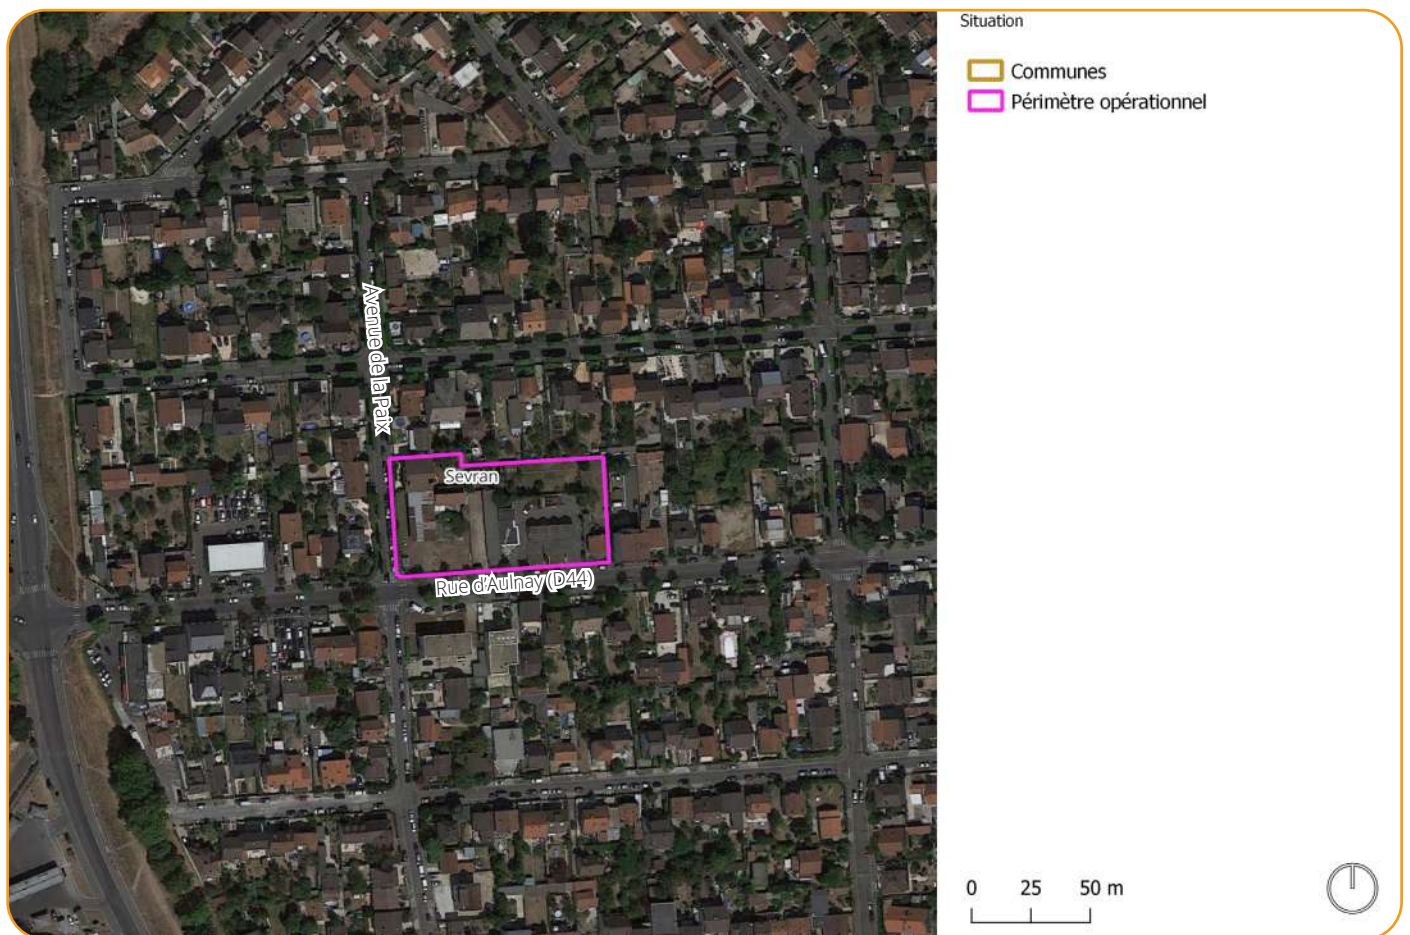 Situation
Communes
Périmètre opérationnel
Avenue de la Paix
Sevran
Rue d'Aulnay (D44)
0 25 50 m